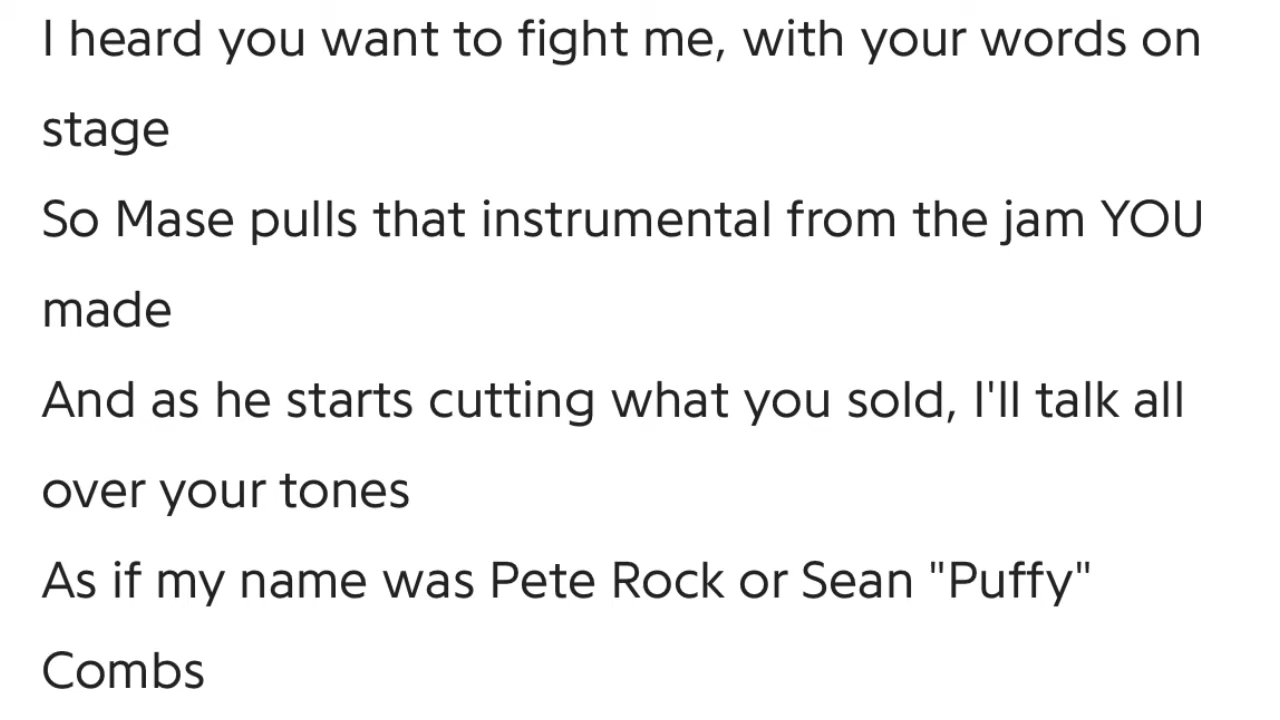 I heard you want to fight me, with your words on
stage
So Mase pulls that instrumental from the jam YOU
made
And as he starts cutting what you sold, I'll talk all
over your tones
As if my name was Pete Rock or Sean "Puffy"
Combs